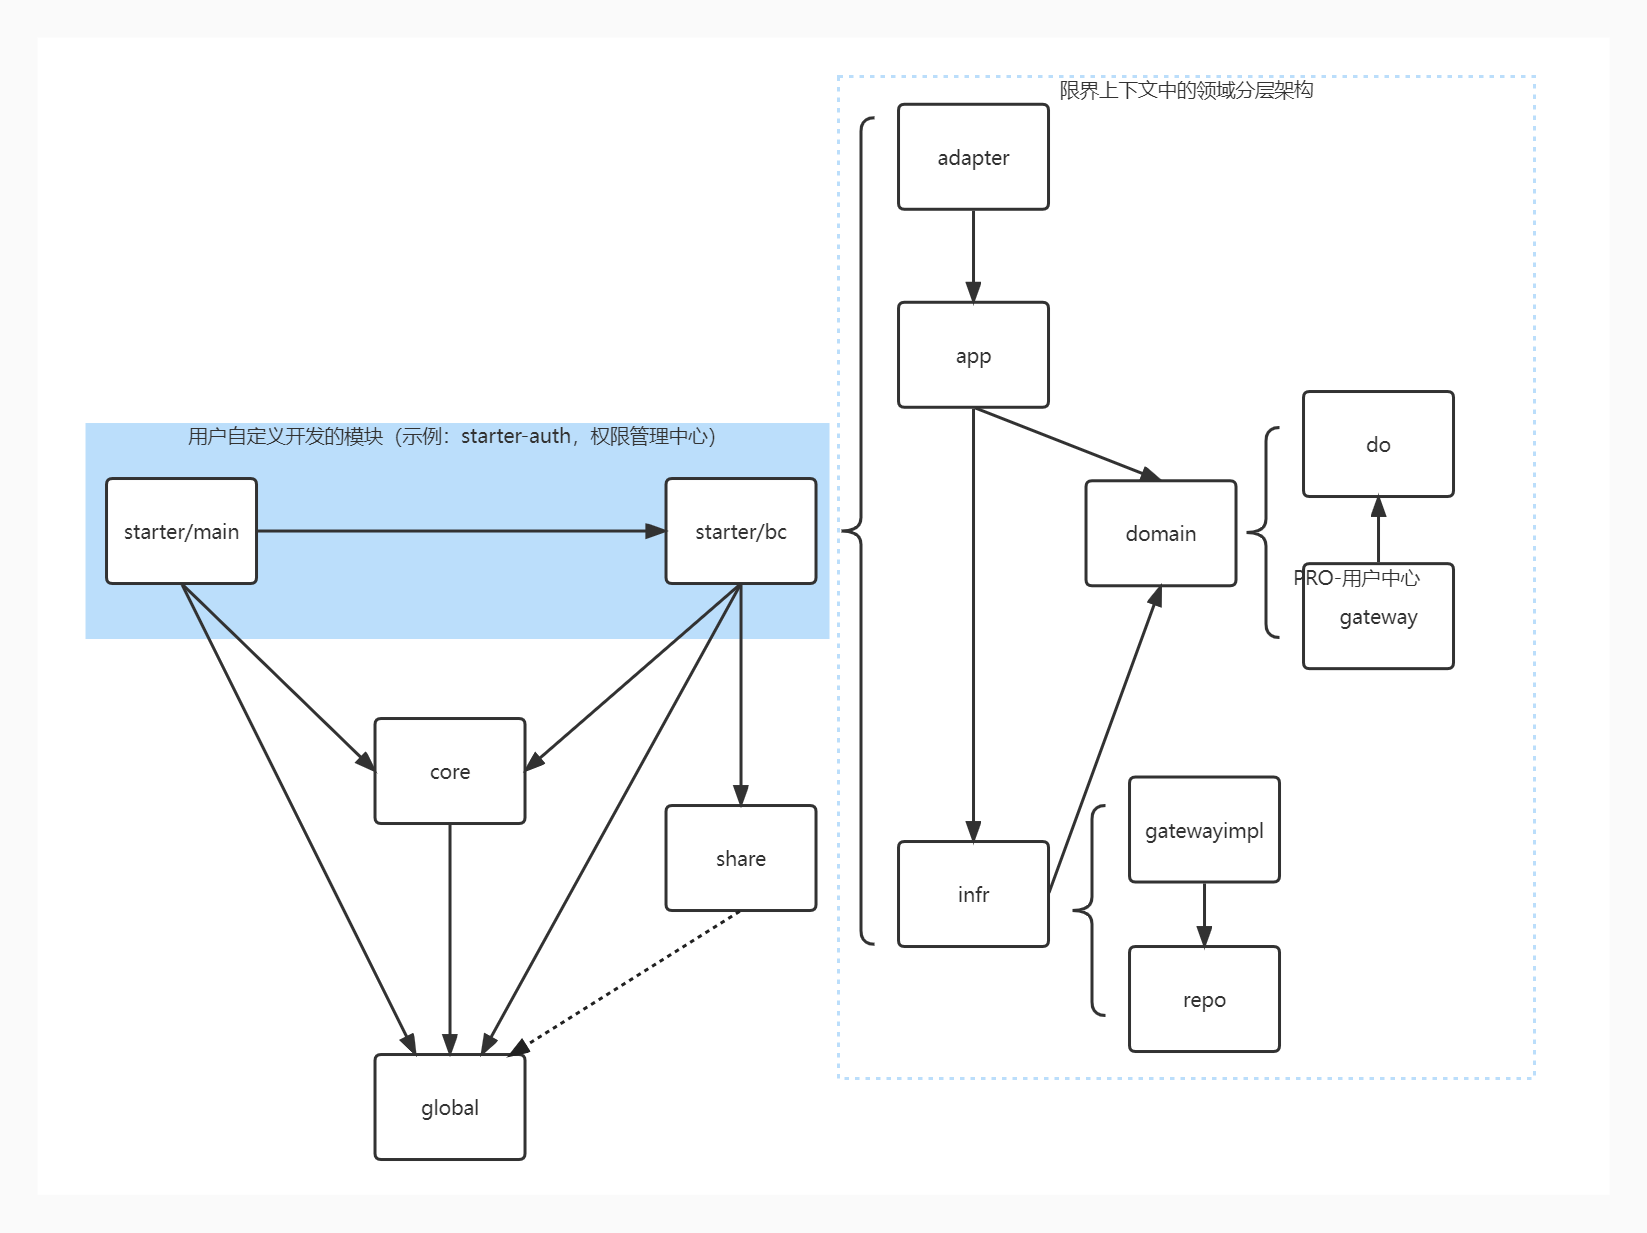 限界上下文中的领域分层架构
adapter
app
do
用户自定义开发的模块（示例：starter-auth，权限管理中心）
starter/main
starter/bc
domain
PRO-用户中心
gateway
core
share
gatewayimpl
infr
repo
global